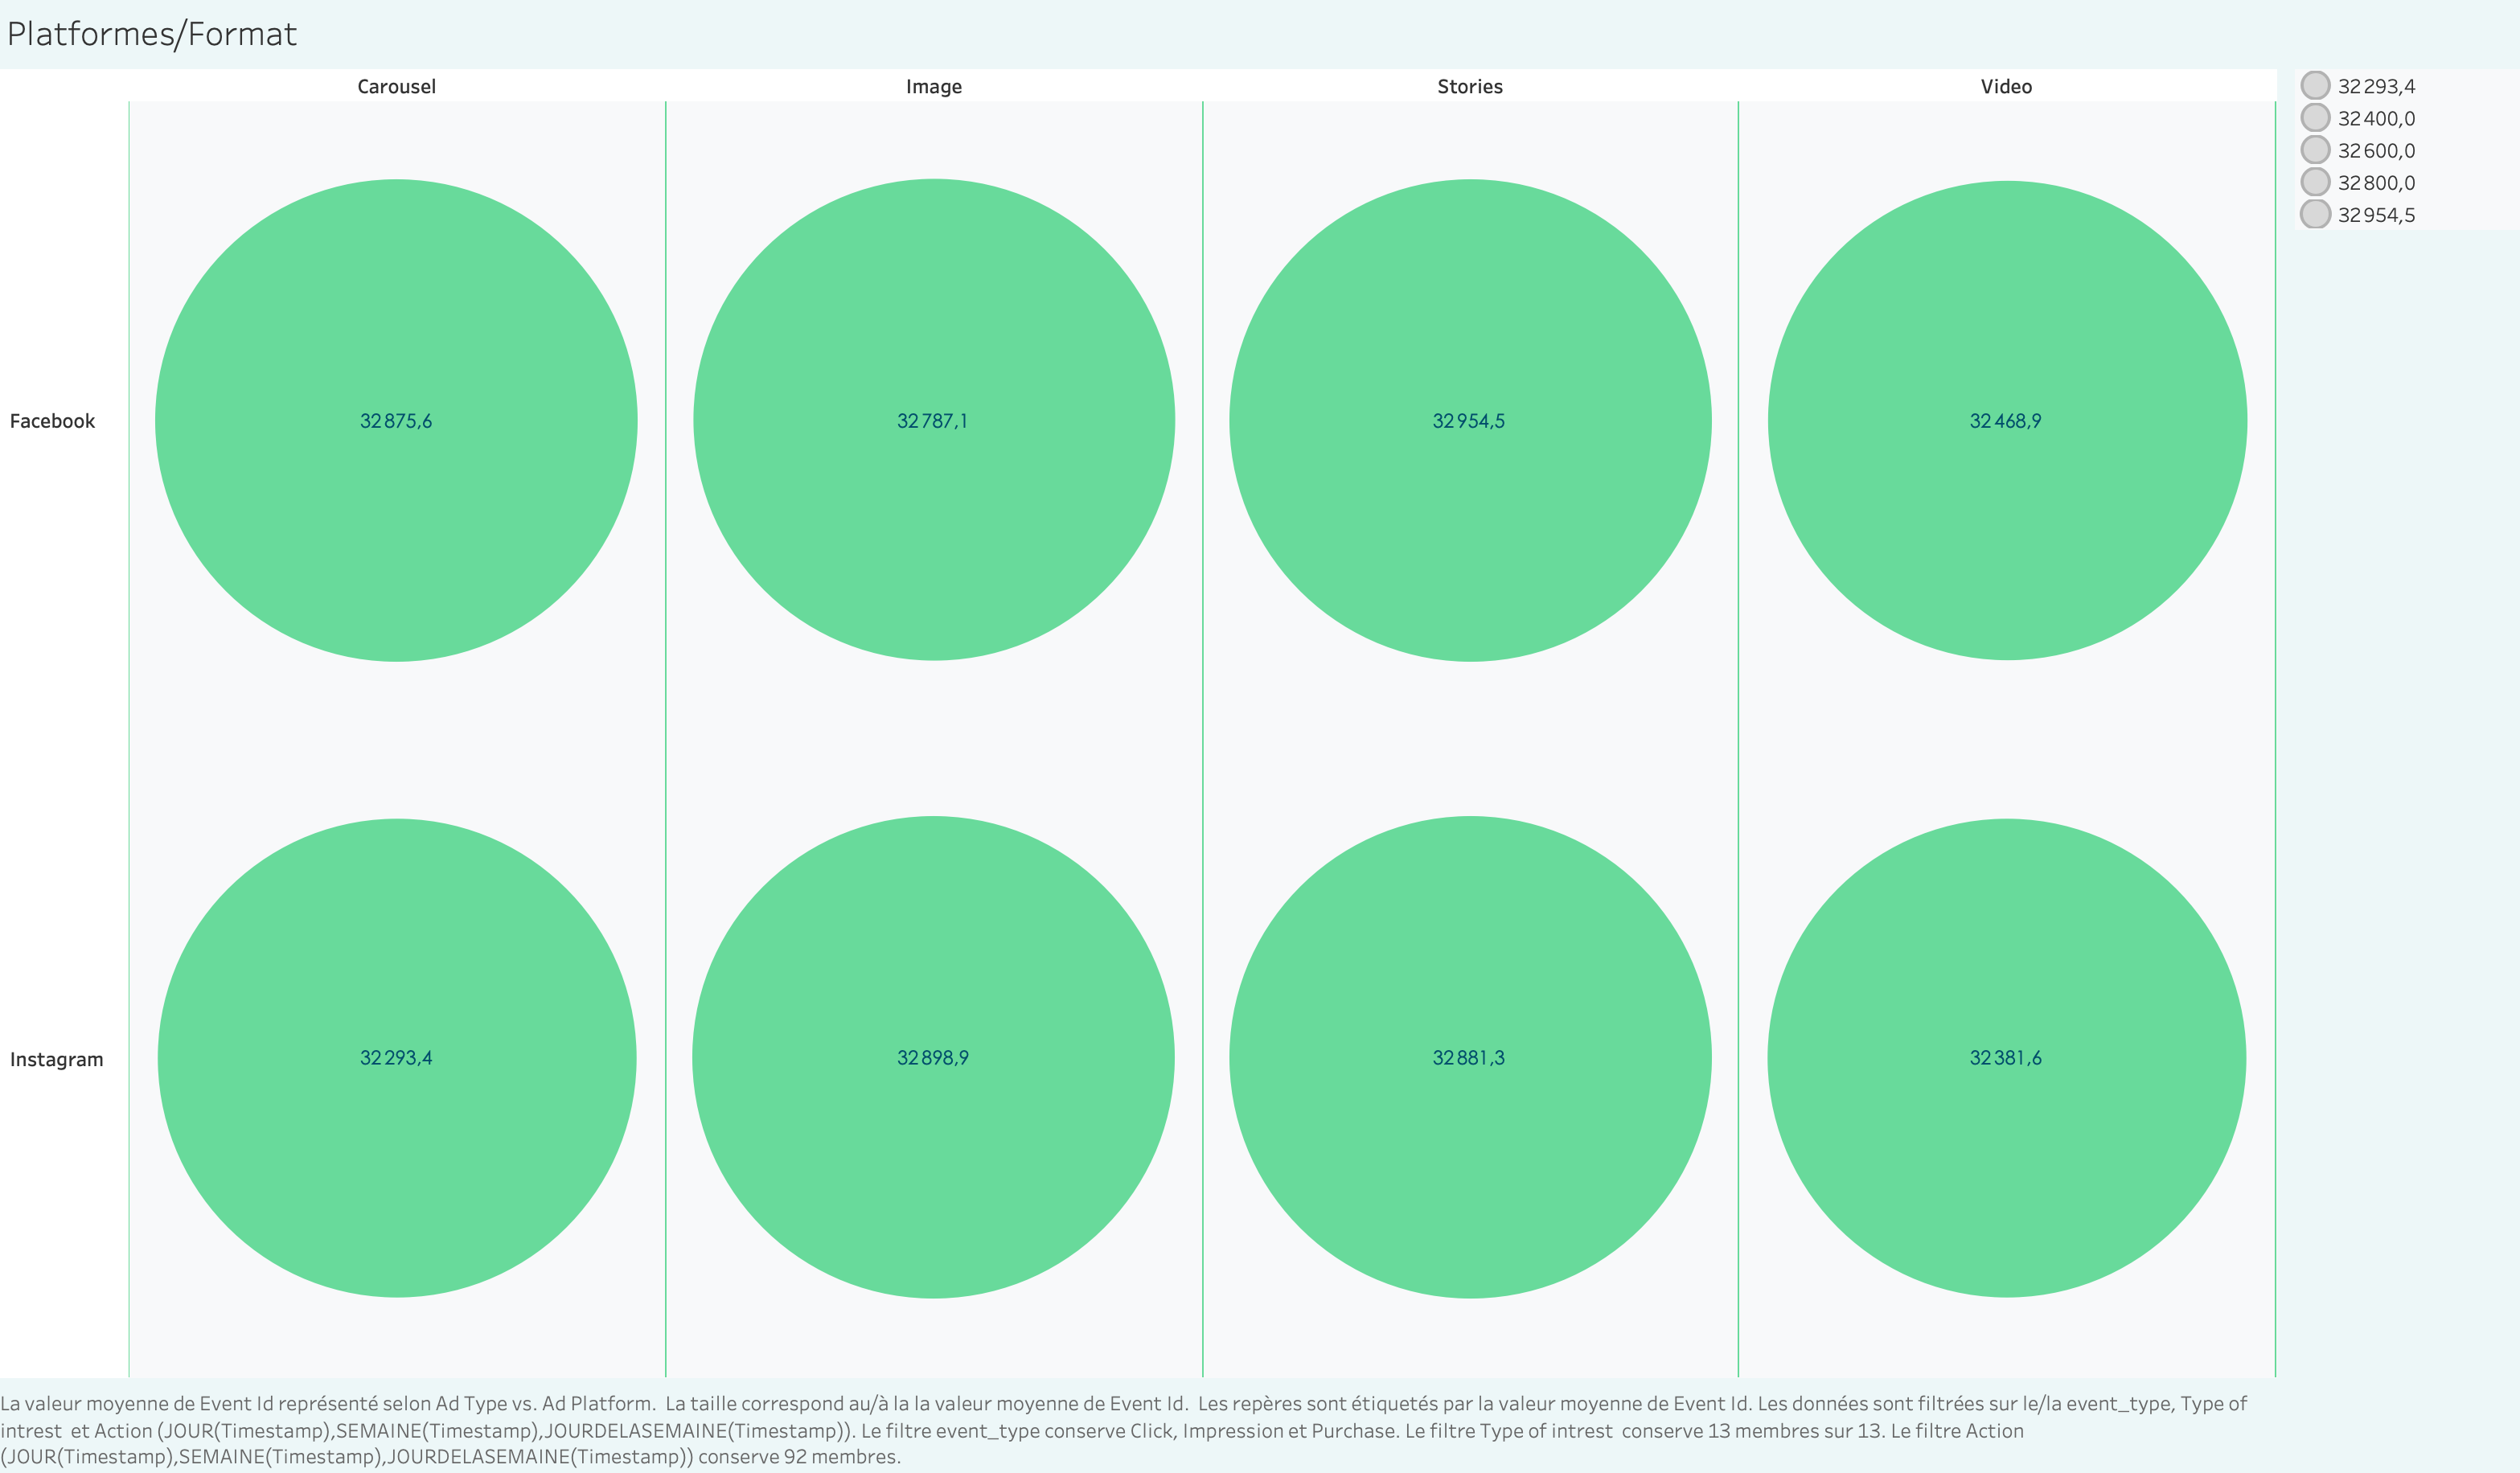 Platformes/Format
Carousel Image Stories Video
32 293,4
32 400,0
32 600,0
32 800,0
32 954,5
Facebook 32 875,6 32 787,1 32 954,5 32 468,9
Instagram 32 293,4 32 898,9 32 881,3 32 381,6
La valeur moyenne de Event Id représenté selon Ad Type vs. Ad Platform.  La taille correspond au/à la la valeur moyenne de Event Id.  Les repères sont étiquetés par la valeur moyenne de Event Id. Les données sont filtrées sur le/la event_type, Type of
intrest  et Action (JOUR(Timestamp),SEMAINE(Timestamp),JOURDELASEMAINE(Timestamp)). Le filtre event_type conserve Click, Impression et Purchase. Le filtre Type of intrest  conserve 13 membres sur 13. Le filtre Action
(JOUR(Timestamp),SEMAINE(Timestamp),JOURDELASEMAINE(Timestamp)) conserve 92 membres.